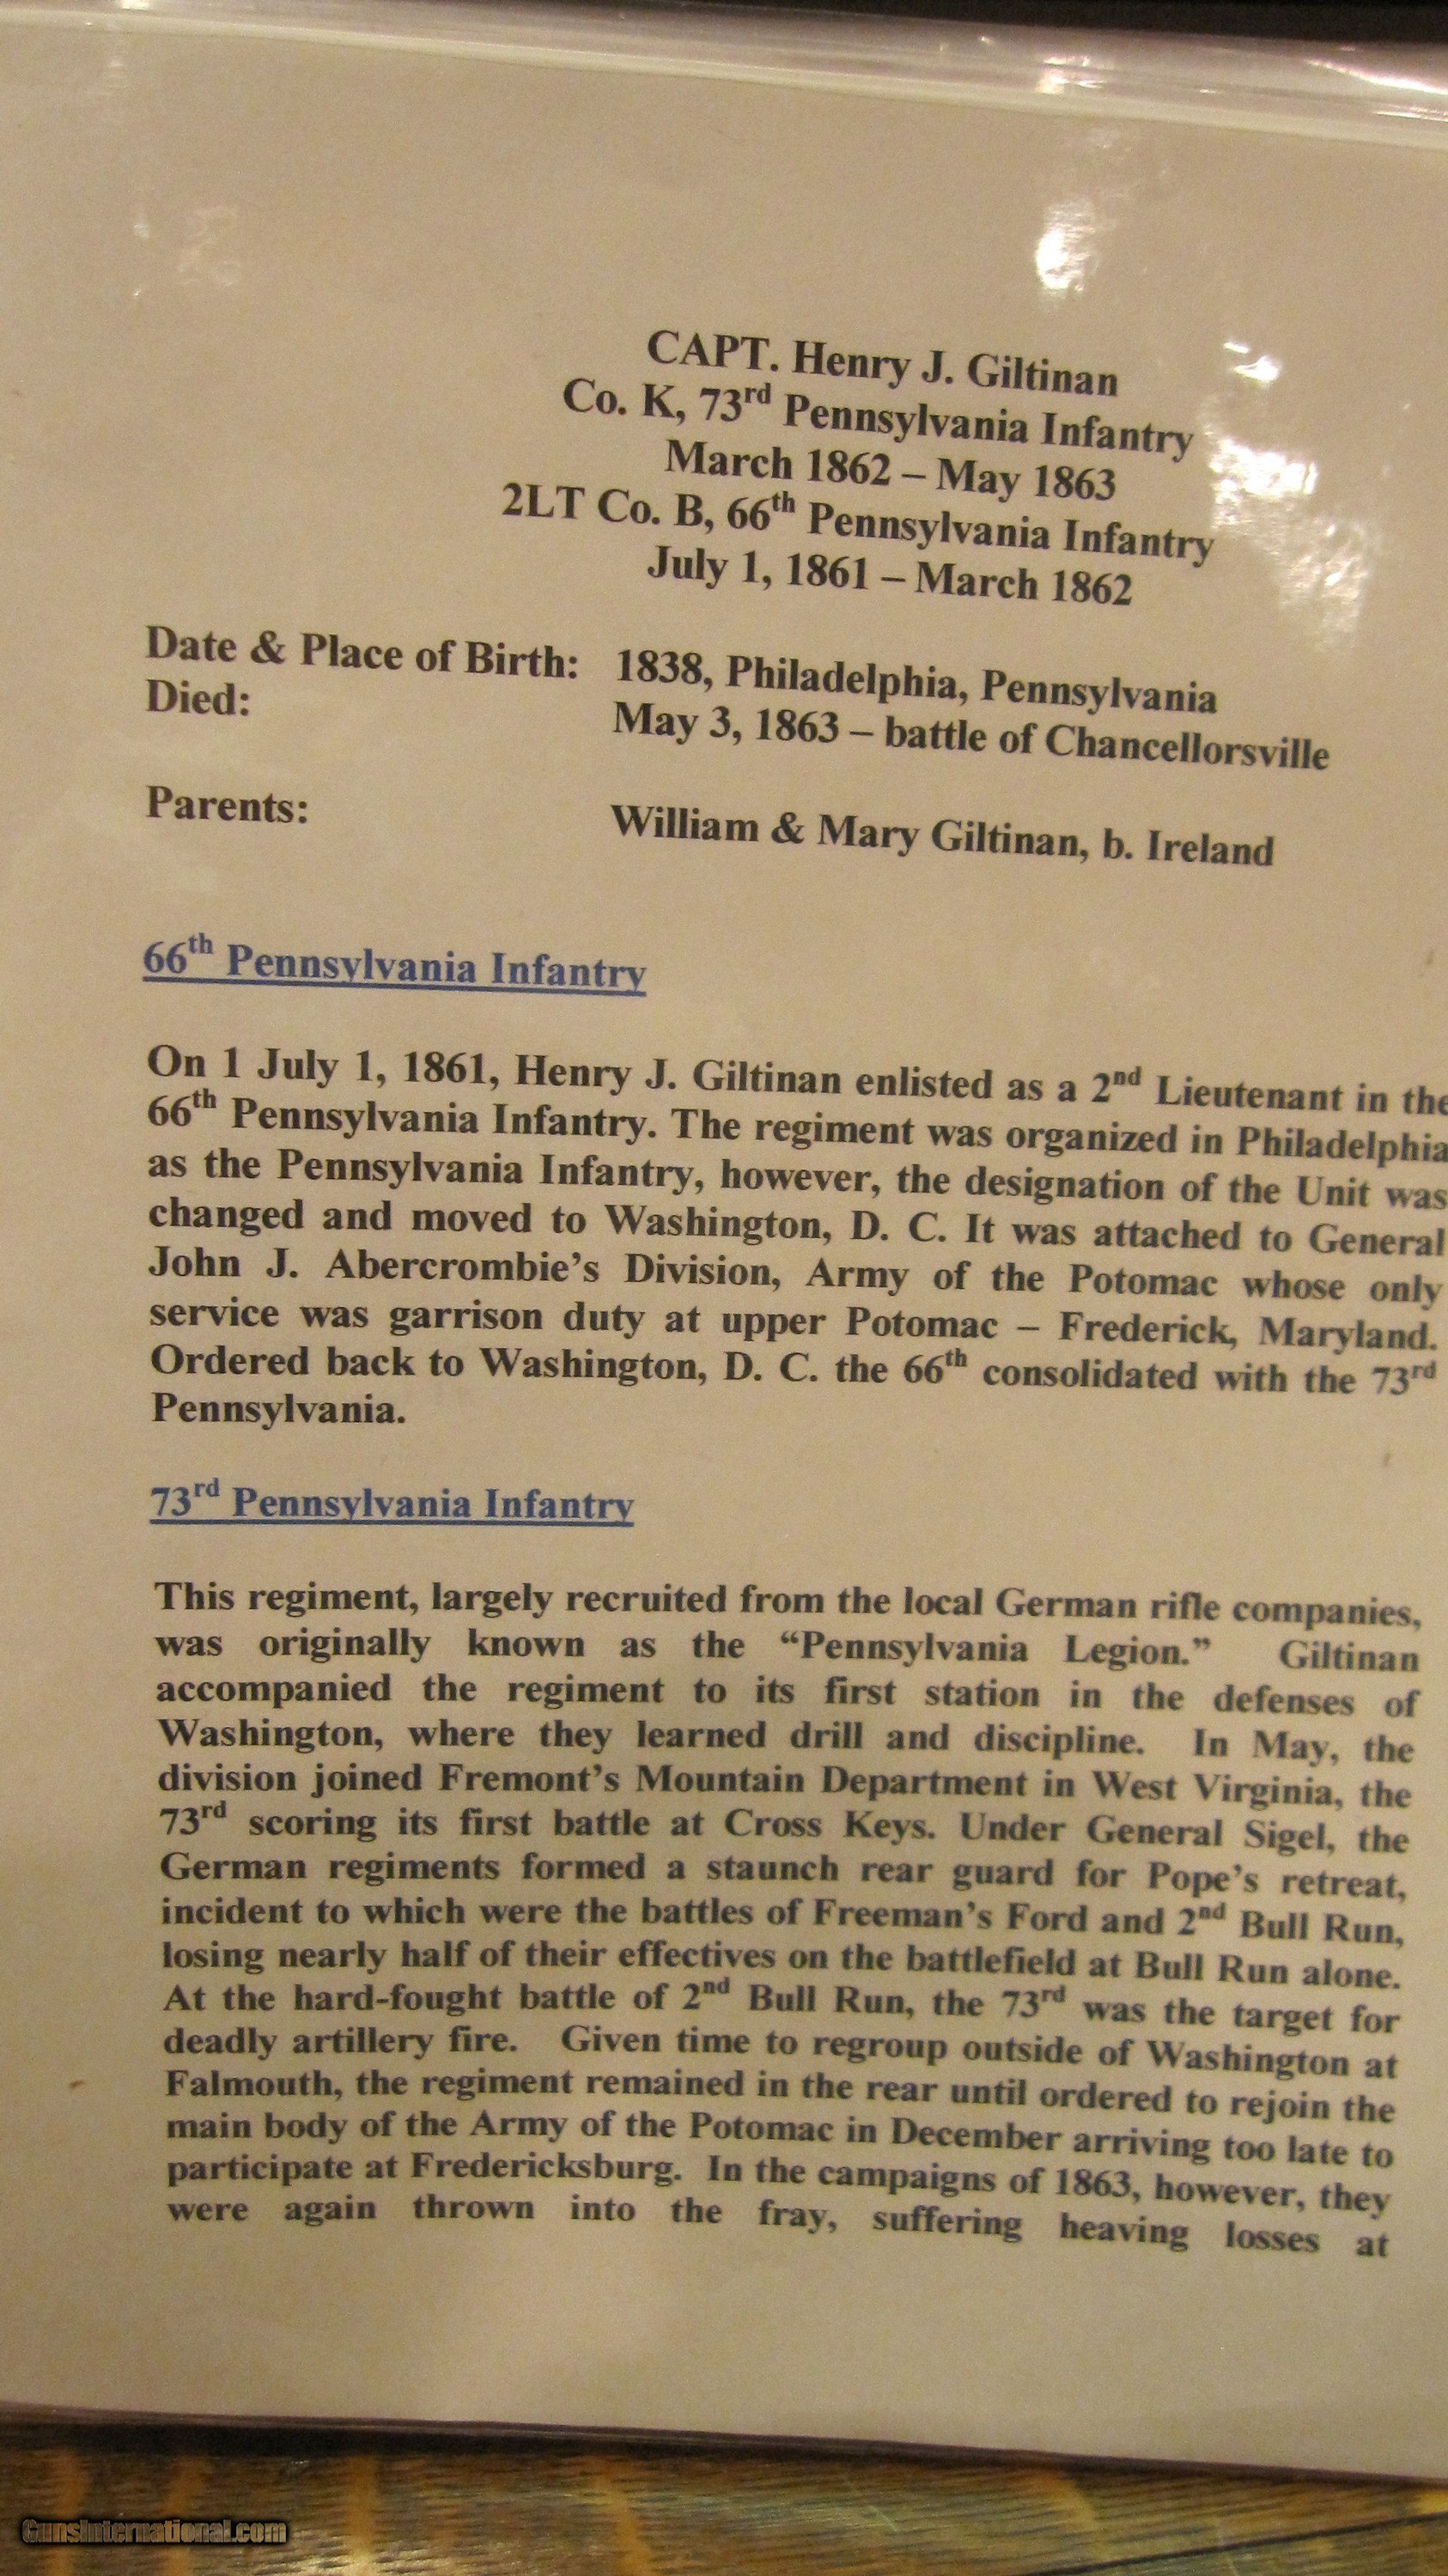 CAPT. Henry J. Giltinan
Co. K, 73rd Pennsylvania Infantry
March 1862 – May 1863
2LT Co. B, 66th Pennsylvania Infantry
July 1, 1861 – March 1862
Date & Place of Birth: 1838, Philadelphia, Pennsylvania
Died: May 3, 1863 – battle of Chancellorsville
Parents: William & Mary Giltinan, b. Ireland
66th Pennsylvania Infantry
On 1 July 1, 1861, Henry J. Giltinan enlisted as a 2nd Lieutenant in the
66th Pennsylvania Infantry. The regiment was organized in Philadelphia
as the Pennsylvania Infantry, however, the designation of the Unit was
changed and moved to Washington, D. C. It was attached to General
John J. Abercrombie's Division, Army of the Potomac whose only
service was garrison duty at upper Potomac – Frederick, Maryland.
Ordered back to Washington, D. C. the 66th consolidated with the 73rd
Pennsylvania.
73rd Pennsylvania Infantry
This regiment, largely recruited from the local German rifle companies,
was originally known as the “Pennsylvania Legion.” Giltinan
accompanied the regiment to its first station in the defenses of
Washington, where they learned drill and discipline. In May, the
division joined Fremont's Mountain Department in West Virginia, the
73rd scoring its first battle at Cross Keys. Under General Sigel, the
German regiments formed a staunch rear guard for Pope's retreat,
incident to which were the battles of Freeman's Ford and 2nd Bull Run,
losing nearly half of their effectives on the battlefield at Bull Run alone.
At the hard-fought battle of 2nd Bull Run, the 73rd was the target for
deadly artillery fire. Given time to regroup outside of Washington at
Falmouth, the regiment remained in the rear until ordered to rejoin the
main body of the Army of the Potomac in December arriving too late to
participate at Fredericksburg. In the campaigns of 1863, however, they
were again thrown into the fray, suffering heaving losses at
GunsInternational.com